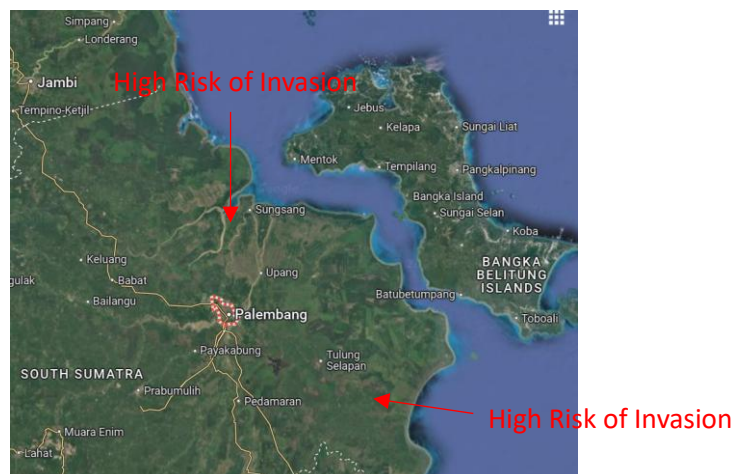 Simpang
Londerang
Jambi
High Risk of Invasion
Tempino-Ketjil
Jebus
Kelapa
Sungai Liat
Mentok
Tempilang
Pangkalpinang
Bangka Island
Sungsang
Sungai Selan
Koba
Keluang
Upang
BANGKA
BELITUNG
ISLANDS
gulak
Babat
Bailangu
Batubetumpang
Palembang
Toboali
Payakabung
Tulung
Selapan
SOUTH SUMATRA
Prabumulih
Pedamaran
High Risk of Invasion
Muara Enim
Lahat